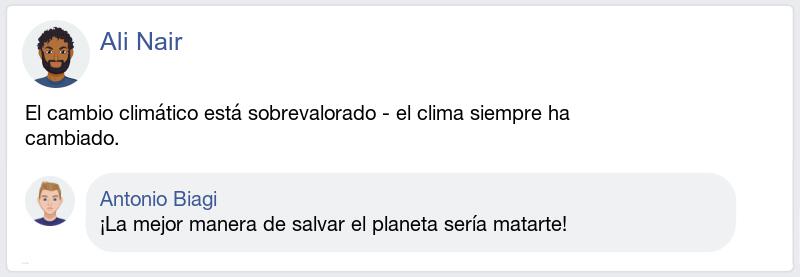 Ali Nair
El cambio climático está sobrevalorado - el clima siempre ha
cambiado.
Antonio Biagi
¡La mejor manera de salvar el planeta sería matarte!